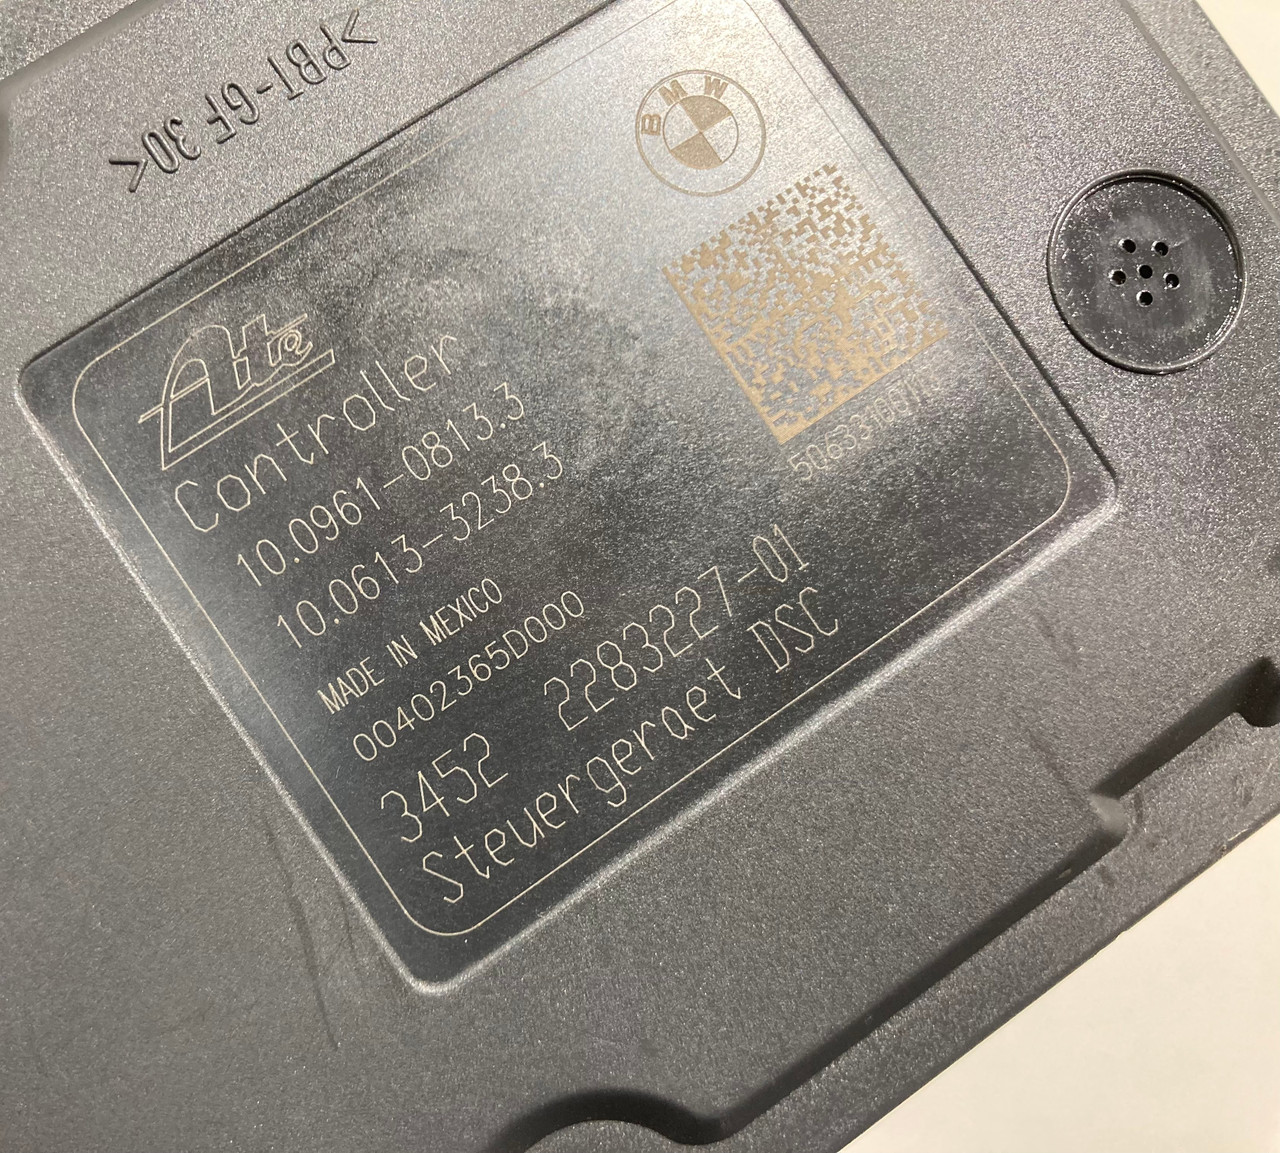 >PBT-GF 30<
BMW
Ate
Controller
10.0961-0813.3
10.0613-3238.3
MADE IN MEXICO
00402365D000
3452 2283227-01
Steuergeraet DSC